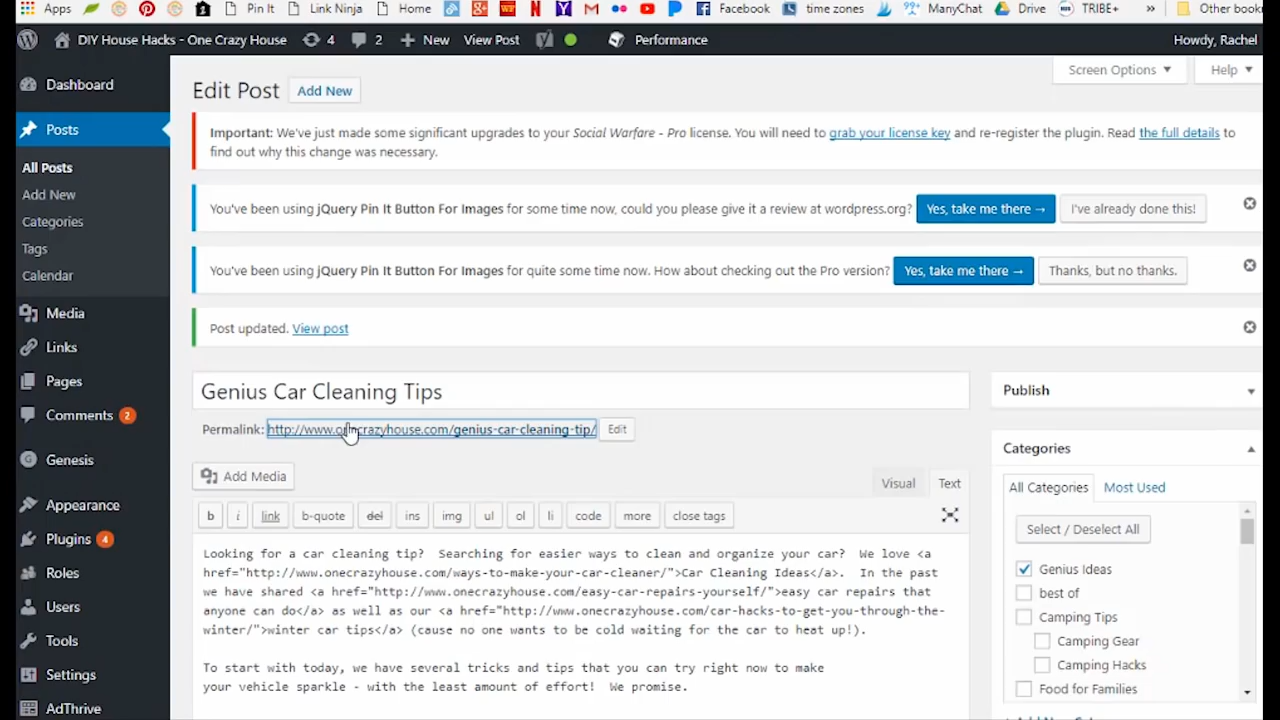 Apps Pin It Link Ninja Home Facebook time zones ManyChat Drive TRIBE+ » Other book
DIY House Hacks - One Crazy House 4 2 New View Post Performance Howdy, Rachel
Screen Options Help
Dashboard
Posts
All Posts
Add New
Categories
Tags
Calendar
Media
Links
Pages
Comments 2
Genesis
Appearance
Plugins 4
Roles
Users
Tools
Settings
AdThrive
Edit Post Add New
Important: We've just made some significant upgrades to your Social Warfare - Pro license. You will need to grab your license key and re-register the plugin. Read the full details to
find out why this change was necessary.
You've been using jQuery Pin It Button For Images for some time now, could you please give it a review at wordpress.org? Yes, take me there → I've already done this!
You've been using jQuery Pin It Button For Images for quite some time now. How about checking out the Pro version? Yes, take me there → Thanks, but no thanks.
Post updated. View post
Genius Car Cleaning Tips
Permalink: http://www.onecrazyhouse.com/genius-car-cleaning-tip/ Edit
Add Media
Visual Text
b i link b-quote del ins img ul ol li code more close tags
Looking for a car cleaning tip? Searching for easier ways to clean and organize your car? We love <a
href="http://www.onecrazyhouse.com/ways-to-make-your-car-cleaner/">Car Cleaning Ideas</a>. In the past
we have shared <a href="http://www.onecrazyhouse.com/easy-car-repairs-yourself/">easy car repairs that
anyone can do</a> as well as our <a href="http://www.onecrazyhouse.com/car-hacks-to-get-you-through-the-
winter/">winter car tips</a> (cause no one wants to be cold waiting for the car to heat up!).
To start with today, we have several tricks and tips that you can try right now to make
your vehicle sparkle - with the least amount of effort! We promise.
Publish
Categories
All Categories Most Used
Select / Deselect All
Genius Ideas
best of
Camping Tips
Camping Gear
Camping Hacks
Food for Families